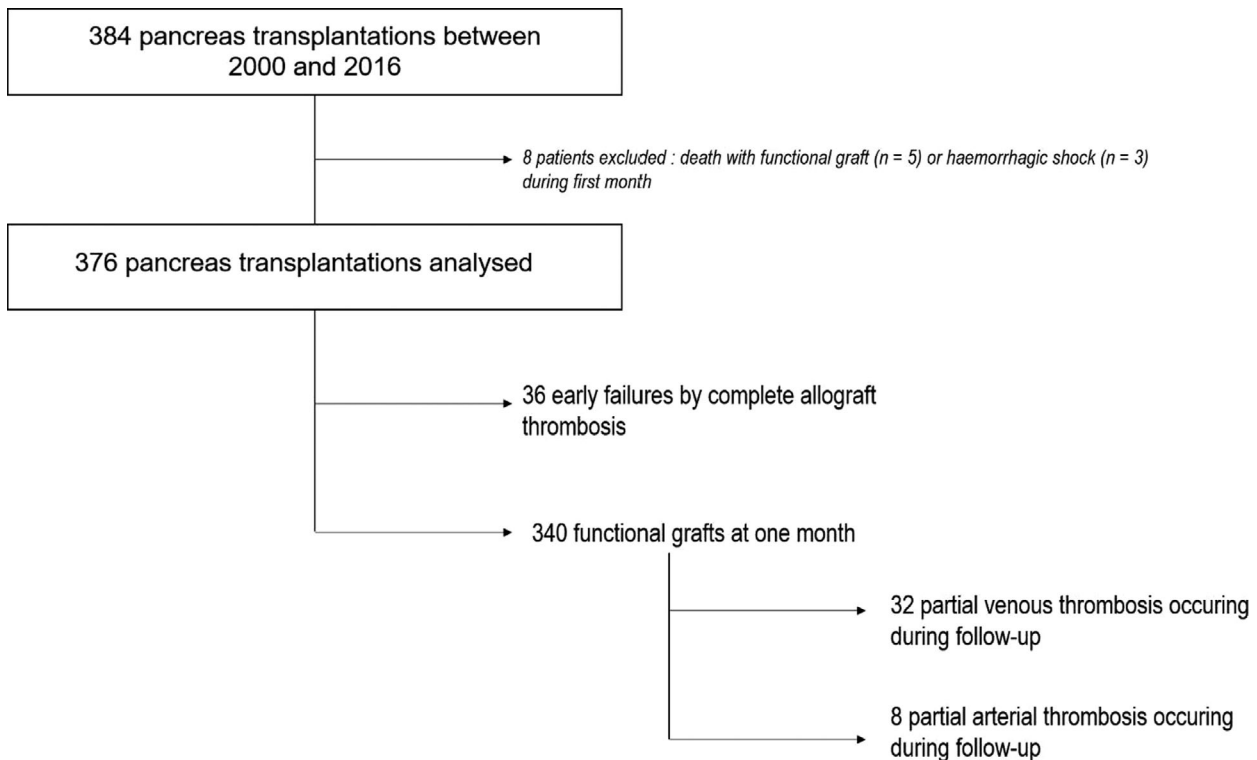 384 pancreas transplantations between
2000 and 2016
8 patients excluded : death with functional graft (n = 5) or haemorrhagic shock (n = 3)
during first month
376 pancreas transplantations analysed
36 early failures by complete allograft
thrombosis
340 functional grafts at one month
32 partial venous thrombosis occuring
during follow-up
8 partial arterial thrombosis occuring
during follow-up